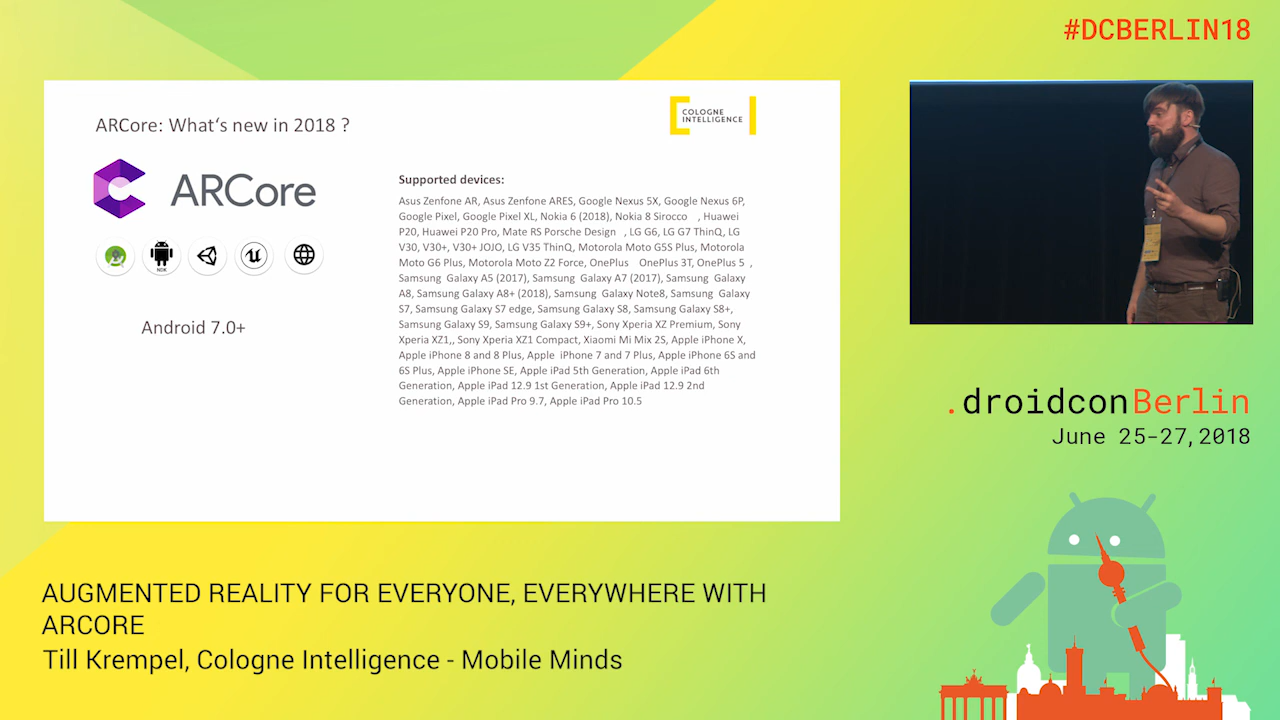 #DCBERLIN18
ARCore: What's new in 2018 ?
COLOGNE
INTELLIGENCE
ARCore
NDK
Android 7.0+
Supported devices:
Asus Zenfone AR, Asus Zenfone ARES, Google Nexus 5X, Google Nexus 6P,
Google Pixel, Google Pixel XL, Nokia 6 (2018), Nokia 8 Sirocco , Huawei
P20, Huawei P20 Pro, Mate RS Porsche Design , LG G6, LG G7 ThinQ, LG
V30, V30+, V30+ JOJO, LG V35 ThinQ, Motorola Moto G5S Plus, Motorola
Moto G6 Plus, Motorola Moto Z2 Force, OnePlus OnePlus 3T, OnePlus 5 ,
Samsung Galaxy A5 (2017), Samsung Galaxy A7 (2017), Samsung Galaxy
A8, Samsung Galaxy A8+ (2018), Samsung Galaxy Note8, Samsung Galaxy
S7, Samsung Galaxy S7 edge, Samsung Galaxy S8, Samsung Galaxy S8+,
Samsung Galaxy S9, Samsung Galaxy S9+, Sony Xperia XZ Premium, Sony
Xperia XZ1,, Sony Xperia XZ1 Compact, Xiaomi Mi Mix 2S, Apple iPhone X,
Apple iPhone 8 and 8 Plus, Apple iPhone 7 and 7 Plus, Apple iPhone 6S and
6S Plus, Apple iPhone SE, Apple iPad 5th Generation, Apple iPad 6th
Generation, Apple iPad 12.9 1st Generation, Apple iPad 12.9 2nd
Generation, Apple iPad Pro 9.7, Apple iPad Pro 10.5
.droidconBerlin
June 25-27,2018
AUGMENTED REALITY FOR EVERYONE, EVERYWHERE WITH
ARCORE
Till Krempel, Cologne Intelligence - Mobile Minds